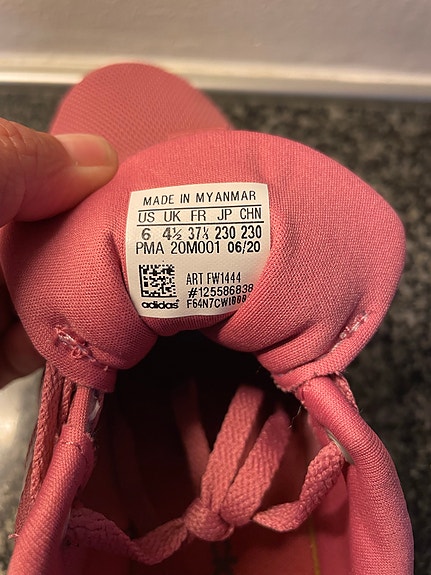 MADE IN MYANMAR
US UK FR JP CHN
6 4½ 37⅓ 230 230
PMA 20M001 06/20
ART FW1444
#125586838
adidas